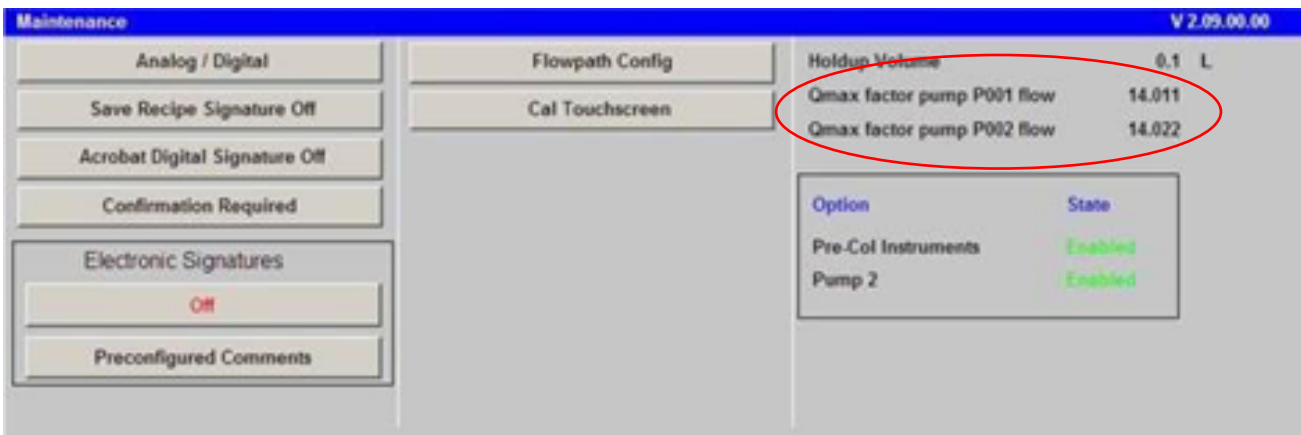 Maintenance V 2.09.00.00
Analog / Digital
Save Recipe Signature Off
Acrobat Digital Signature Off
Confirmation Required
Electronic Signatures
Off
Preconfigured Comments
Flowpath Config
Cal Touchscreen
Holdup Volume 0.1 L
Qmax factor pump P001 flow 14.011
Qmax factor pump P002 flow 14.022
Option State
Pre-Col Instruments Enabled
Pump 2 Enabled